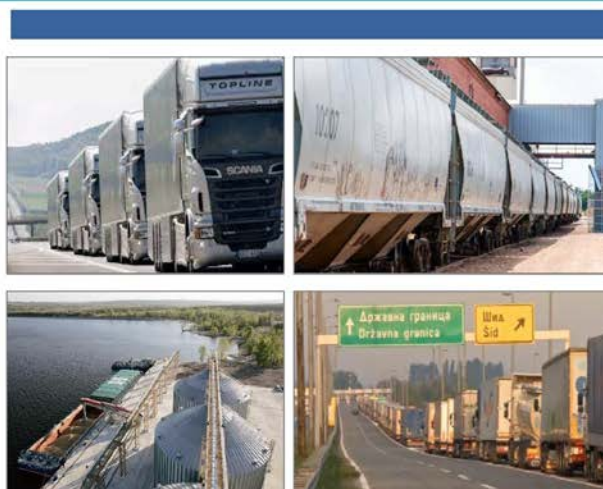 TOPLINE
SCANIA
Државна граница
Državna granica
Шид
Šid